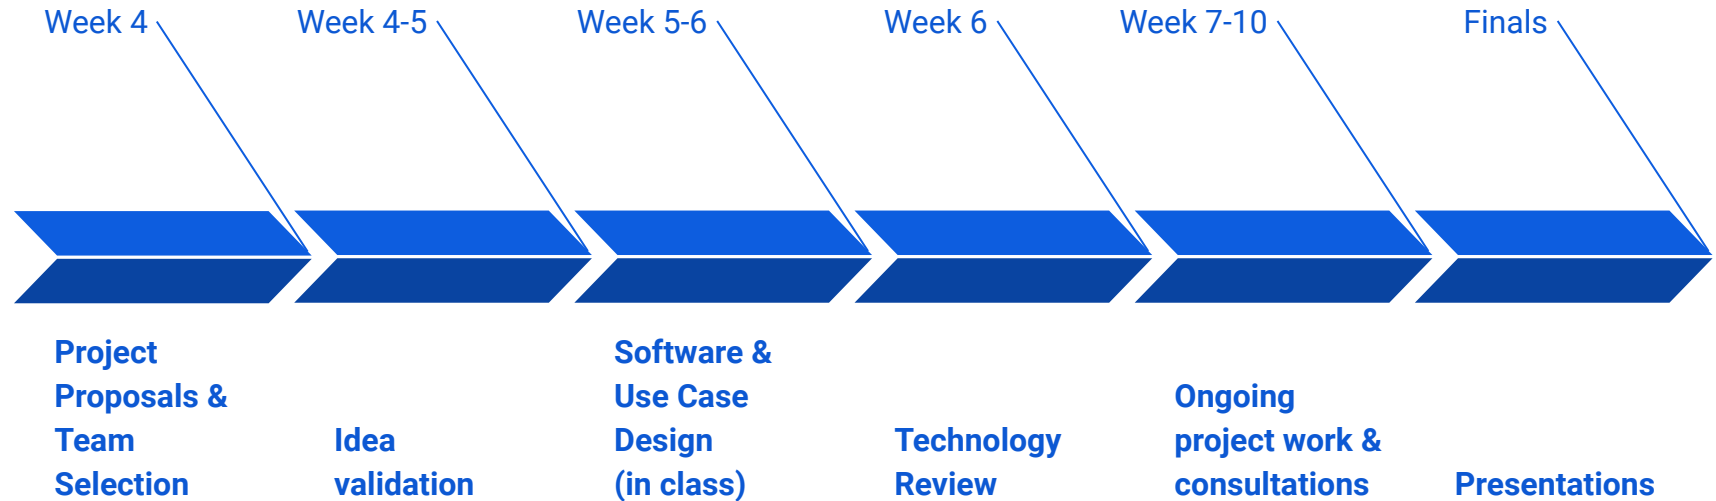 Week 4
Week 4-5
Week 5-6
Week 6
Week 7-10
Finals
Project
Proposals &
Team
Selection
Idea
validation
Software &
Use Case
Design
(in class)
Technology
Review
Ongoing
project work &
consultations
Presentations